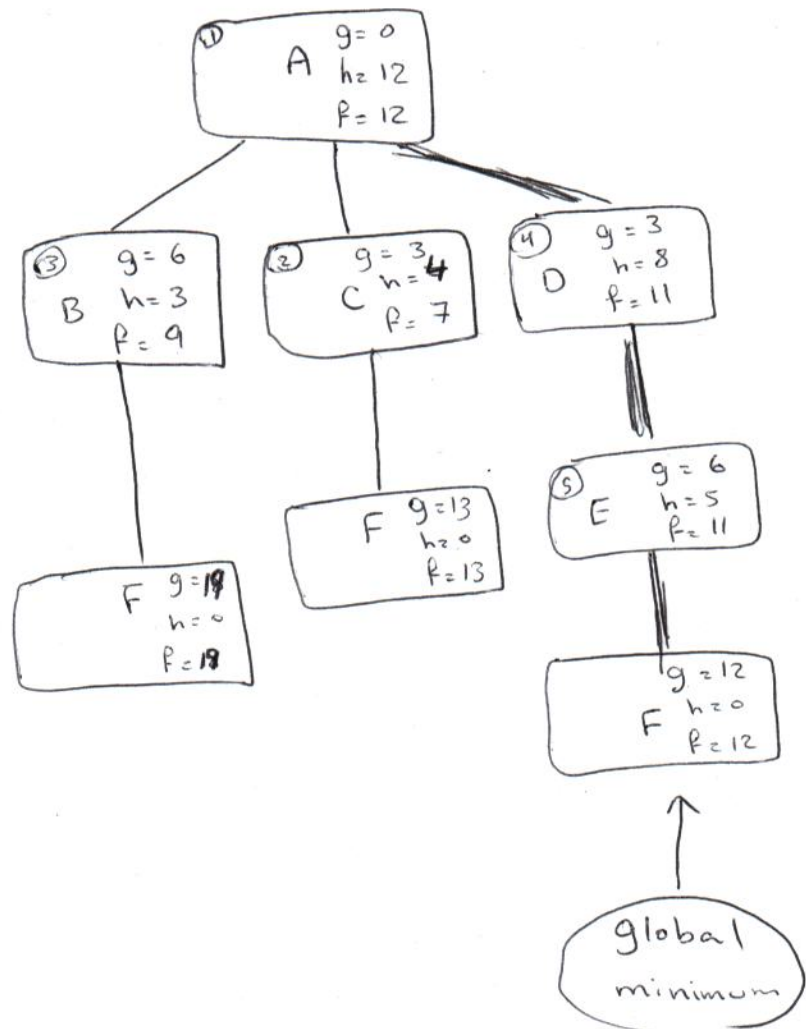 1
A
g = 0
h = 12
f = 12
3
B
g = 6
h = 3
f = 9
2
C
g = 3
h = 4
f = 7
4
D
g = 3
h = 8
f = 11
5
E
g = 6
h = 5
f = 11
F
g = 13
h = 0
f = 13
F
g = 19
h = 0
f = 19
F
g = 12
h = 0
f = 12
global
minimum